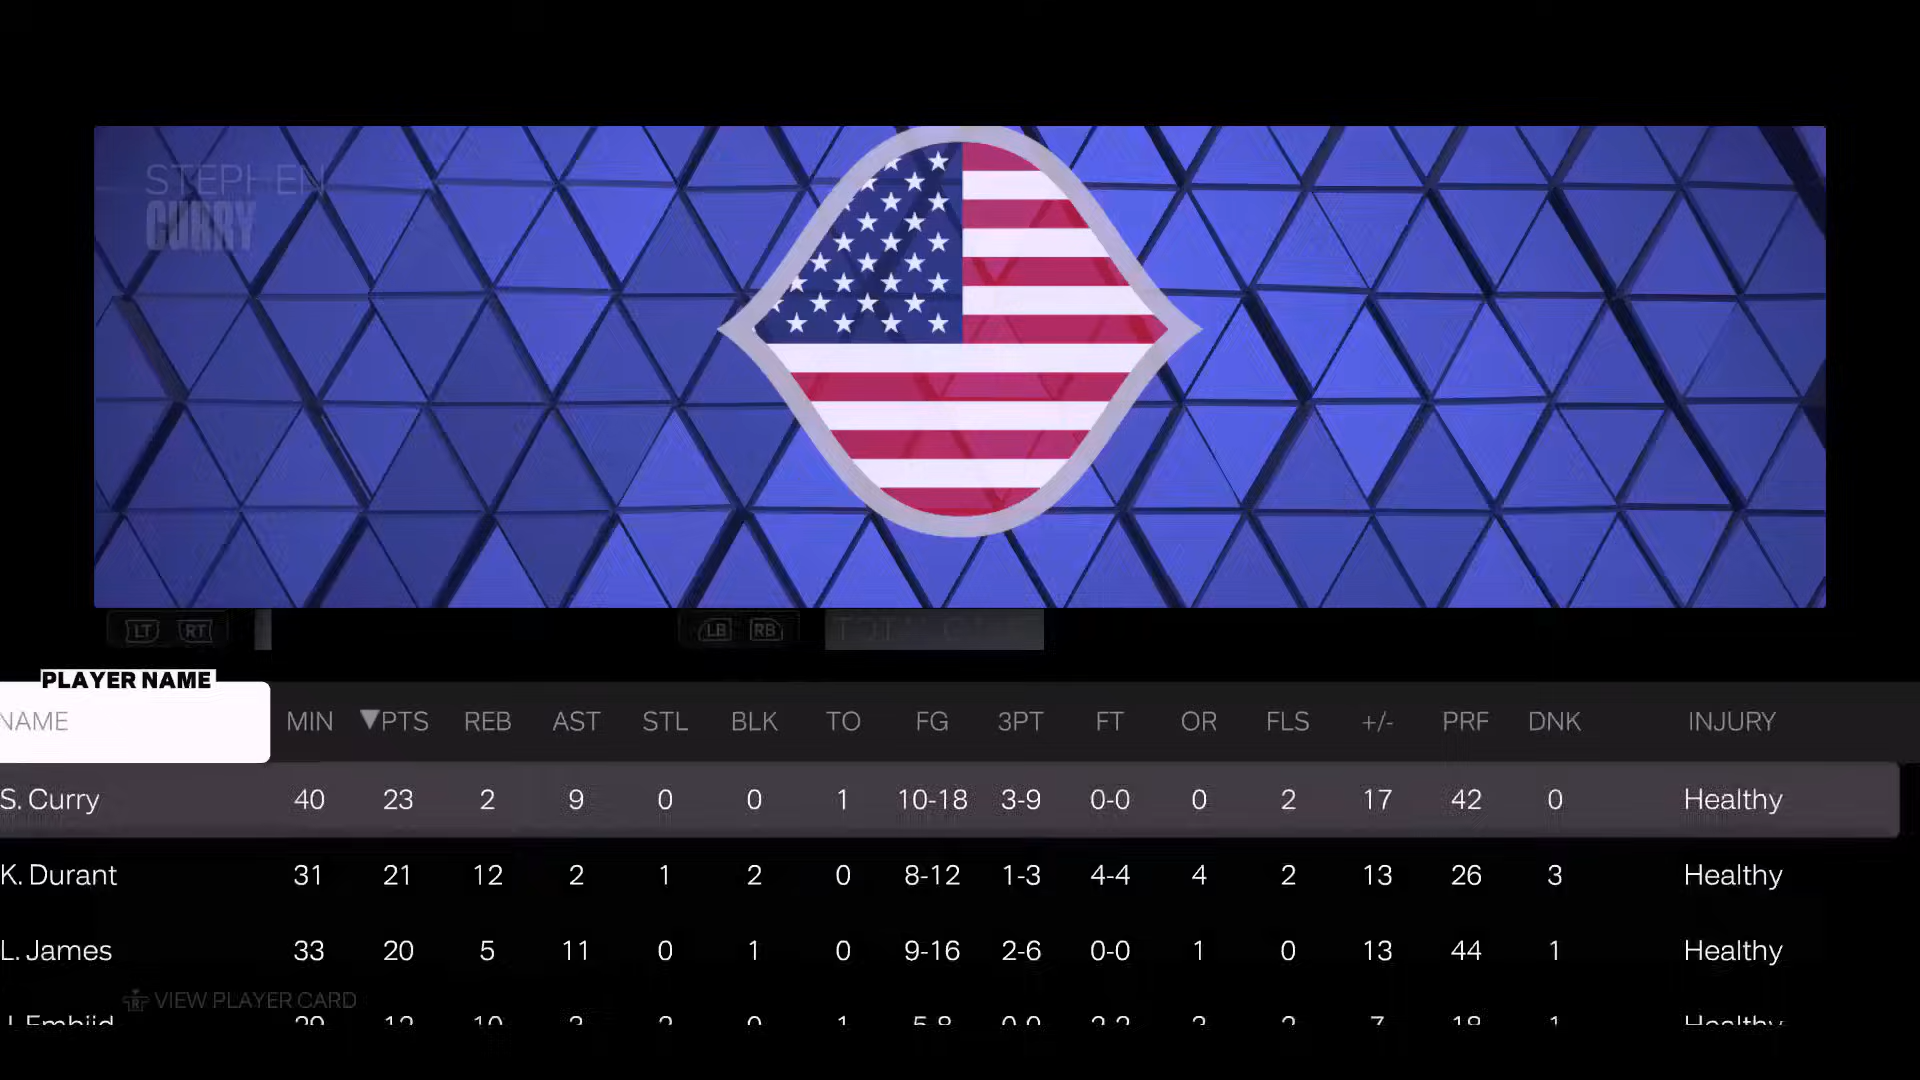 STEPHEN
CURRY
LT RT LB RB
PLAYER NAME
NAME MIN ▼PTS REB AST STL BLK TO FG 3PT FT OR FLS +/- PRF DNK INJURY
S. Curry 40 23 2 9 0 0 1 10-18 3-9 0-0 0 2 17 42 0 Healthy
K. Durant 31 21 12 2 1 2 0 8-12 1-3 4-4 4 2 13 26 3 Healthy
L. James 33 20 5 11 0 1 0 9-16 2-6 0-0 1 0 13 44 1 Healthy
R VIEW PLAYER CARD
J. Embiid Healthy